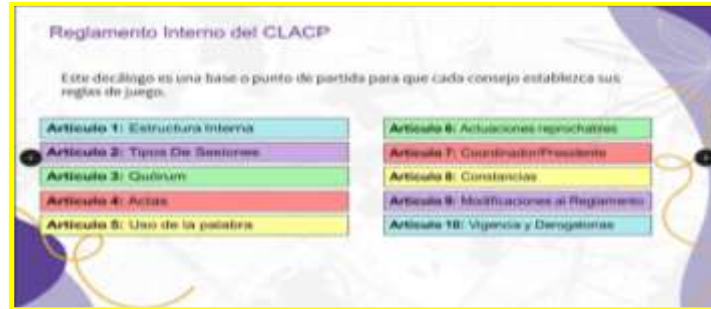 Reglamento Interno del CLACP
Este decálogo es una base o punto de partida para que cada consejo establezca sus
reglas de juego.
Artículo 1: Estructura Interna
Artículo 2: Tipos De Sesiones
Artículo 3: Quórum
Artículo 4: Actas
Artículo 5: Uso de la palabra
Artículo 6: Actuaciones reprochables
Artículo 7: Coordinador/Presidente
Artículo 8: Constancias
Artículo 9: Modificaciones al Reglamento
Artículo 10: Vigencia y Derogatorias